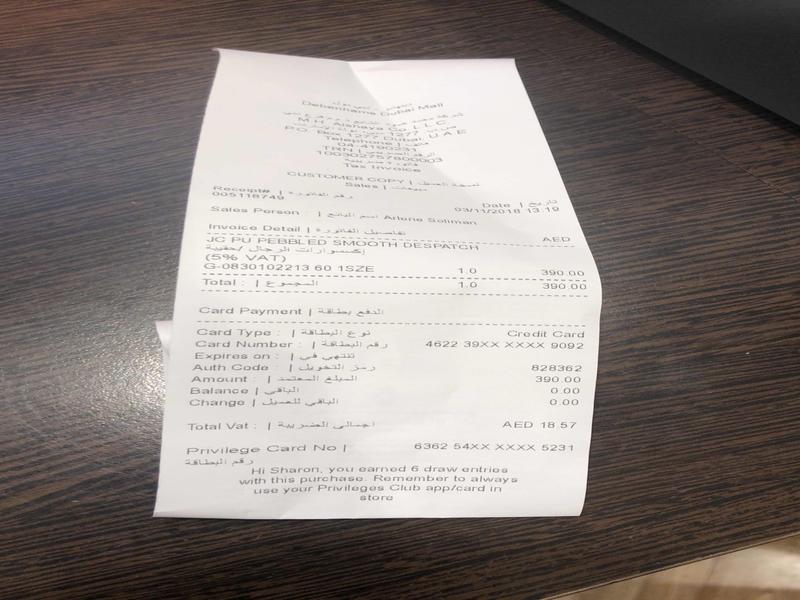 Debenhams Dubai Mall
M.H. Alshaya Co L.L.C
P.O. Box 1277 Dubai, U A E
Telephone | هاتف
04-4190231
TRN |
100302757800003
Tax Invoice
CUSTOMER COPY | نسخة العميل
Sales | مبيعات
Receipt# | رقم الفاتورة
005118749
Date | تاريخ
03/11/2018 13:19
Sales Person : | اسم البائع Arlene Soliman
Invoice Detail | تفاصيل الفاتورة
AED
JC PU PEBBLED SMOOTH DESPATCH
إكسسوارات الرجال /حقيبة
(5% VAT)
G-0830102213 60 1SZE 1.0 390.00
Total : | المجموع 1.0 390.00
Card Payment | الدفع بطاقة
Card Type : | نوع البطاقة Credit Card
Card Number : | رقم البطاقة 4622 39XX XXXX 9092
Expires on : | تنتهي في
Auth Code : | رمز التخويل 828362
Amount : | المبلغ المعتمد 390.00
Balance | الباقي 0.00
Change | الباقي للعميل 0.00
Total Vat : | اجمالي الضريبية AED 18.57
Privilege Card No | 6362 54XX XXXX 5231
رقم البطاقة
Hi Sharon, you earned 6 draw entries
with this purchase. Remember to always
use your Privileges Club app/card in
store